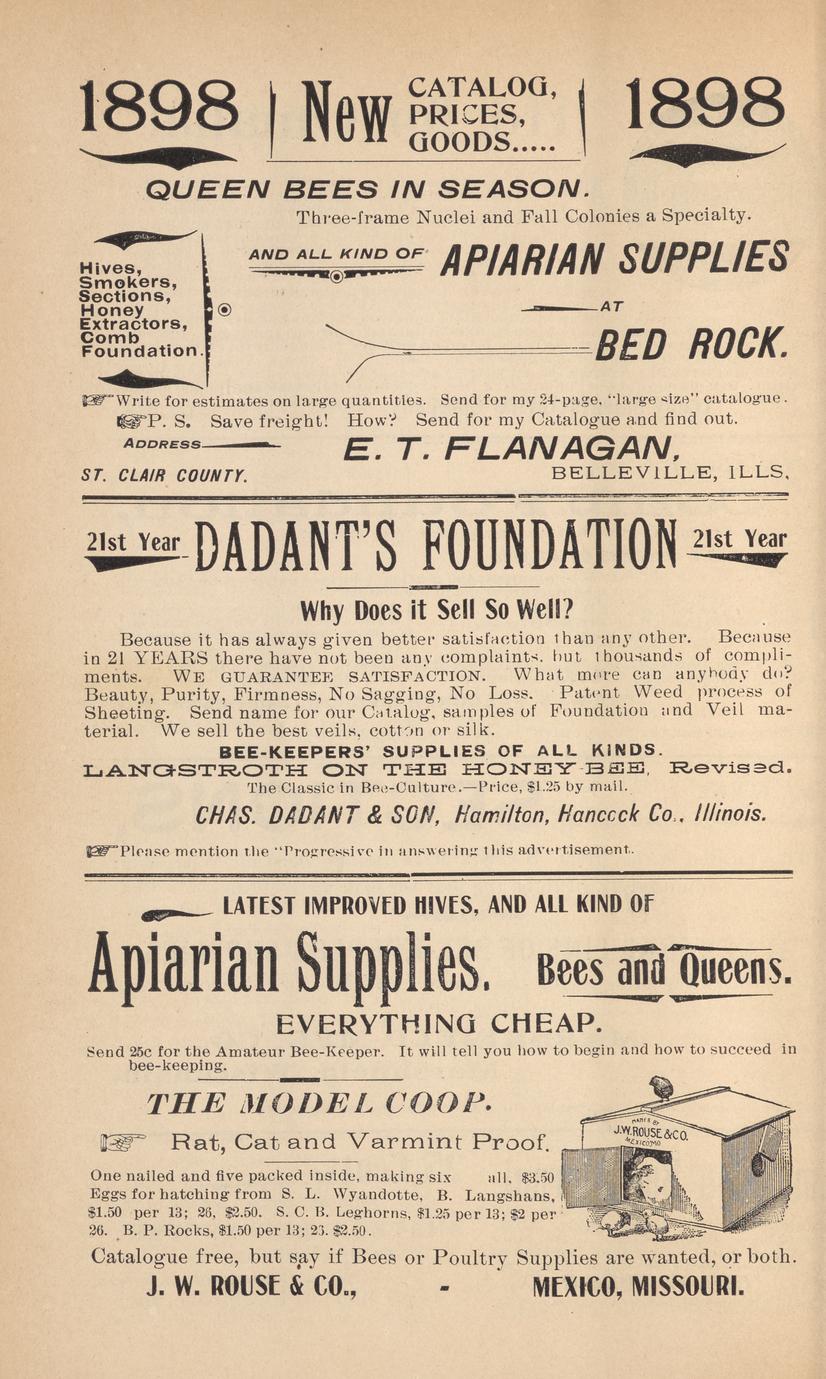 1898 New CATALOG, PRICES, GOODS..... 1898
QUEEN BEES IN SEASON.
Three-frame Nuclei and Fall Colonies a Specialty.
Hives,
Smokers,
Sections,
Honey
Extractors,
Comb
Foundation.
AND ALL KIND OF APIARIAN SUPPLIES
AT
BED ROCK.
☞Write for estimates on large quantities. Send for my 24-page, "large size" catalogue.
☞P. S. Save freight! How? Send for my Catalogue and find out.
ADDRESS E. T. FLANAGAN,
ST. CLAIR COUNTY. BELLEVILLE, ILLS,
21st Year DADANT'S FOUNDATION 21st Year
Why Does it Sell So Well?
Because it has always given better satisfaction than any other. Because
in 21 YEARS there have not been any complaints, but thousands of compli-
ments. WE GUARANTEE SATISFACTION. What more can anybody do?
Beauty, Purity, Firmness, No Sagging, No Loss. Patent Weed process of
Sheeting. Send name for our Catalog, samples of Foundation and Veil ma-
terial. We sell the best veils, cotton or silk.
BEE-KEEPERS' SUPPLIES OF ALL KINDS.
LANGSTROTH ON THE HONEY-BEE, Revised.
The Classic in Bee-Culture.—Price, $1.25 by mail.
CHAS. DADANT & SON, Hamilton, Hancock Co., Illinois.
☞Please mention the "Progressive in answering this advertisement.
LATEST IMPROVED HIVES, AND ALL KIND OF
Apiarian Supplies. Bees and Queens.
EVERYTHING CHEAP.
Send 25c for the Amateur Bee-Keeper. It will tell you how to begin and how to succeed in
bee-keeping.
THE MODEL COOP.
☞ Rat, Cat and Varmint Proof.
One nailed and five packed inside, making six all, $3.50
Eggs for hatching from S. L. Wyandotte, B. Langshans,
$1.50 per 13; 26, $2.50. S. C. B. Leghorns, $1.25 per 13; $2 per
26. B. P. Rocks, $1.50 per 13; 23. $2.50.
MAN'F'D BY
J.W. ROUSE & CO.
MEXICO MO
Catalogue free, but say if Bees or Poultry Supplies are wanted, or both.
J. W. ROUSE & CO., - MEXICO, MISSOURI.